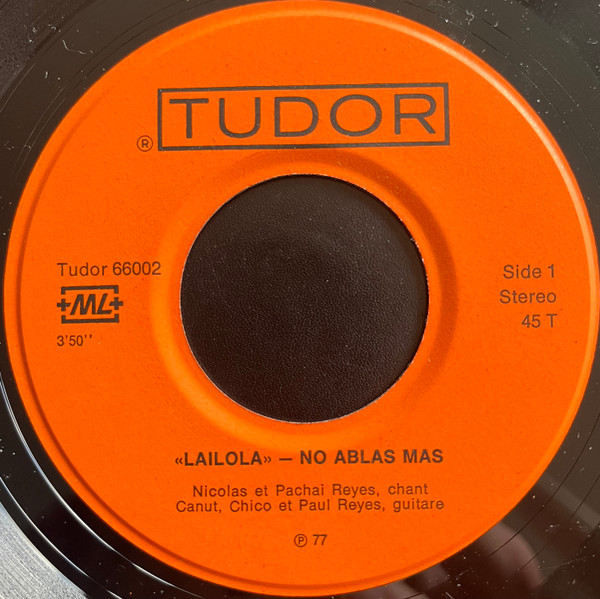 TUDOR
®
Tudor 66002
+ML+
3'50''
Side 1
Stereo
45 T
«LAILOLA» — NO ABLAS MAS
Nicolas et Pachai Reyes, chant
Canut, Chico et Paul Reyes, guitare
℗ 77